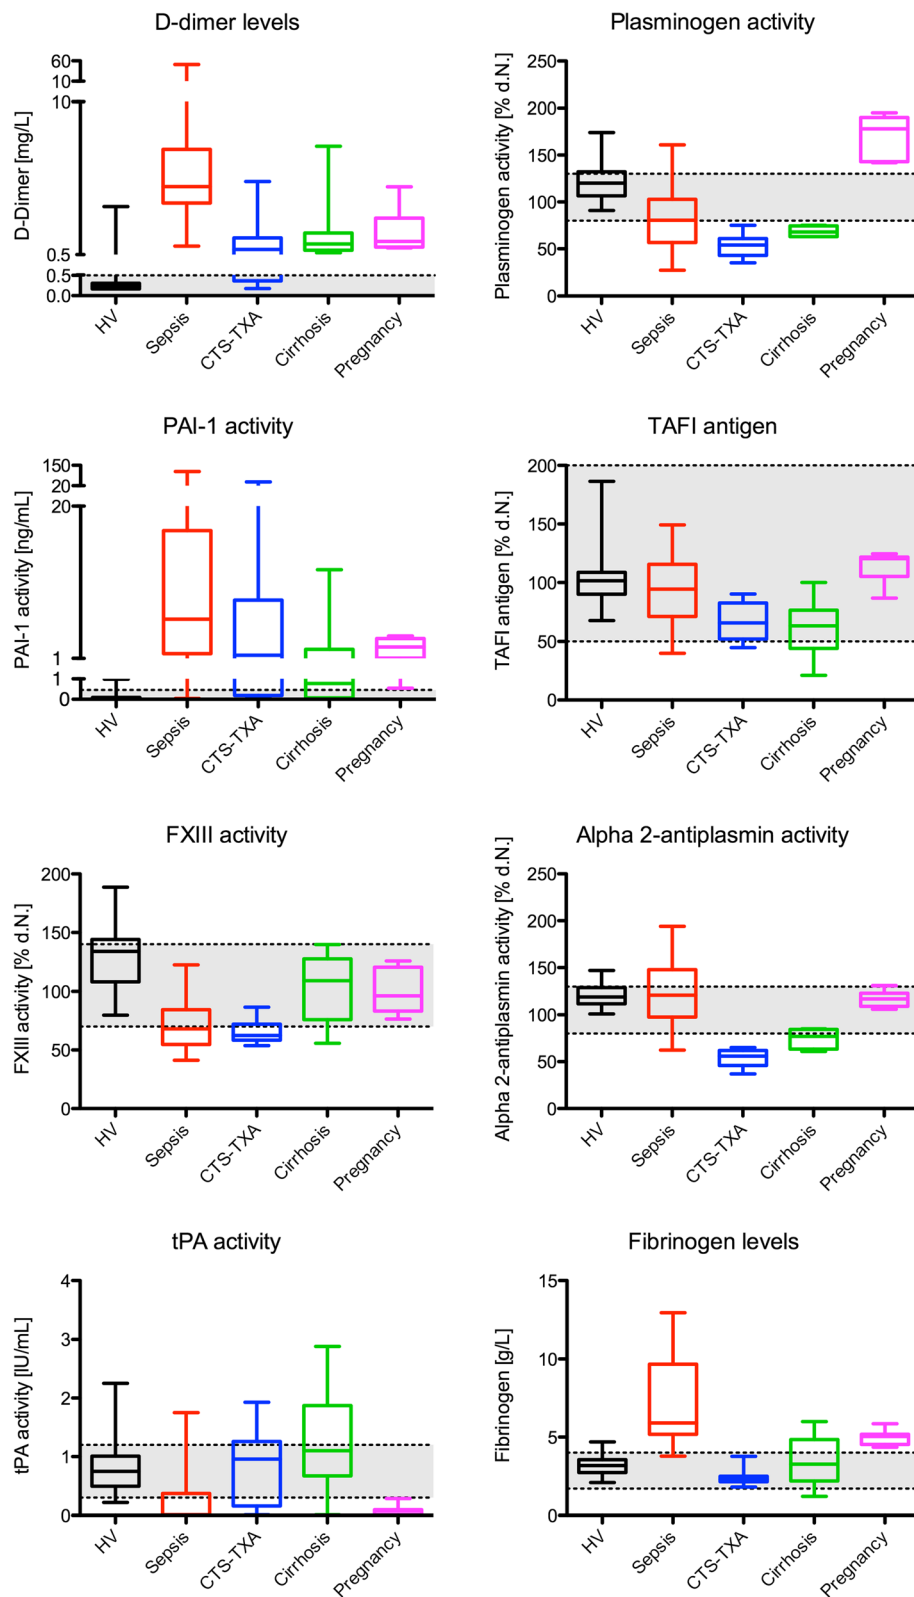 D-dimer levels
D-Dimer [mg/L]
60
10
10
0.5
0.5
0.0
HV
Sepsis
CTS-TXA
Cirrhosis
Pregnancy
Plasminogen activity
Plasminogen activity [% d.N.]
250
200
150
100
50
0
HV
Sepsis
CTS-TXA
Cirrhosis
Pregnancy
PAI-1 activity
PAI-1 activity [ng/mL]
150
20
20
1
1
0
HV
Sepsis
CTS-TXA
Cirrhosis
Pregnancy
TAFI antigen
TAFI antigen [% d.N.]
200
150
100
50
0
HV
Sepsis
CTS-TXA
Cirrhosis
Pregnancy
FXIII activity
FXIII activity [% d.N.]
200
150
100
50
0
HV
Sepsis
CTS-TXA
Cirrhosis
Pregnancy
Alpha 2-antiplasmin activity
Alpha 2-antiplasmin activity [% d.N.]
250
200
150
100
50
0
HV
Sepsis
CTS-TXA
Cirrhosis
Pregnancy
tPA activity
tPA activity [IU/mL]
4
3
2
1
0
HV
Sepsis
CTS-TXA
Cirrhosis
Pregnancy
Fibrinogen levels
Fibrinogen [g/L]
15
10
5
0
HV
Sepsis
CTS-TXA
Cirrhosis
Pregnancy